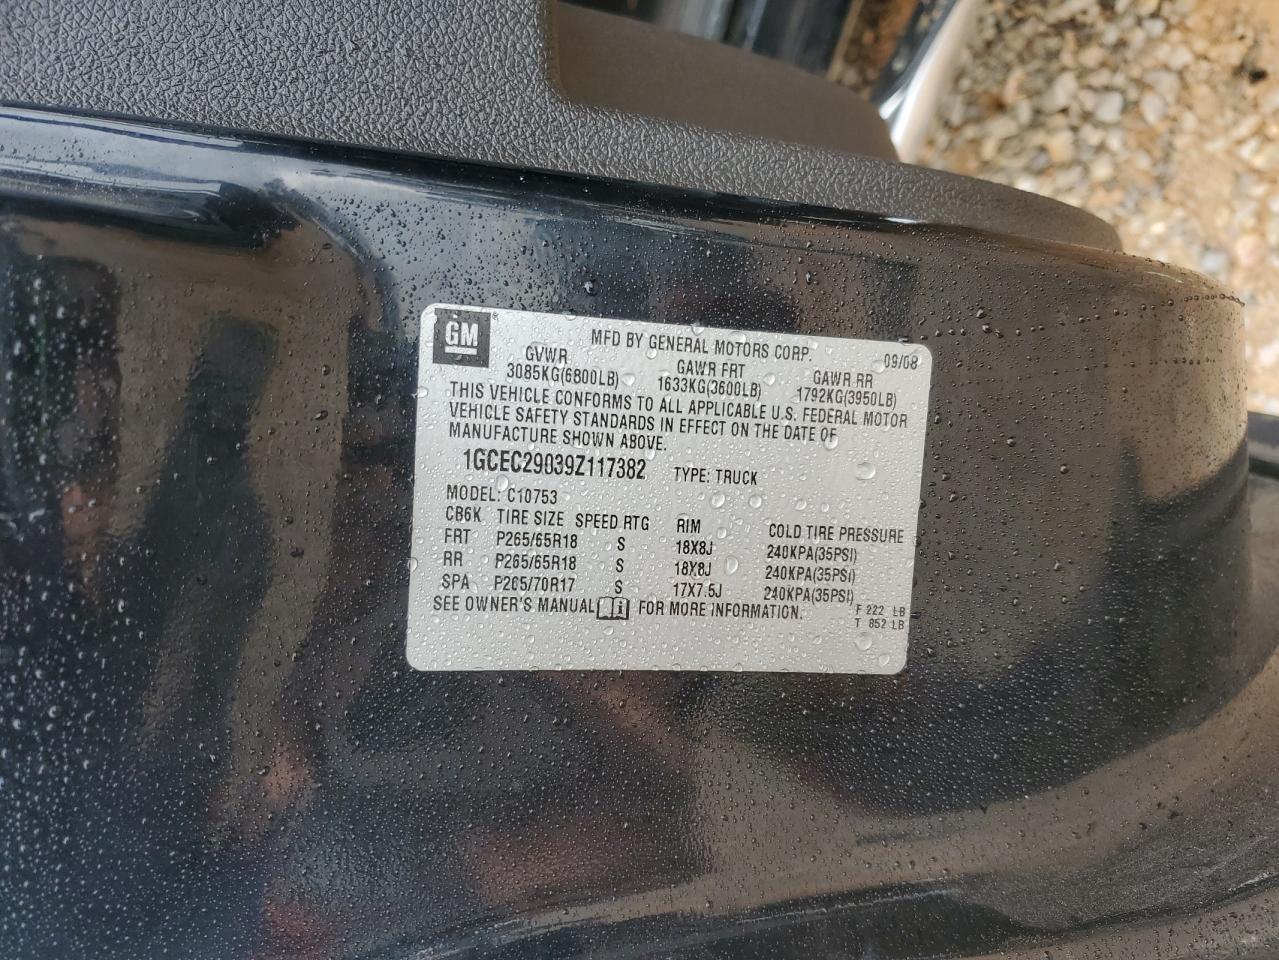 GM ® MFD BY GENERAL MOTORS CORP. 09/08
GVWR GAWR FRT GAWR RR
3085KG(6800LB) 1633KG(3600LB) 1792KG(3950LB)
THIS VEHICLE CONFORMS TO ALL APPLICABLE U.S. FEDERAL MOTOR
VEHICLE SAFETY STANDARDS IN EFFECT ON THE DATE OF
MANUFACTURE SHOWN ABOVE.
1GCEC29039Z117382 TYPE: TRUCK
MODEL: C10753
CB6K TIRE SIZE SPEED RTG RIM COLD TIRE PRESSURE
FRT P265/65R18 S 18X8J 240KPA(35PSI)
RR P265/65R18 S 18X8J 240KPA(35PSI)
SPA P265/70R17 S 17X7.5J 240KPA(35PSI)
SEE OWNER'S MANUAL i FOR MORE INFORMATION. F 222 LB
T 852 LB